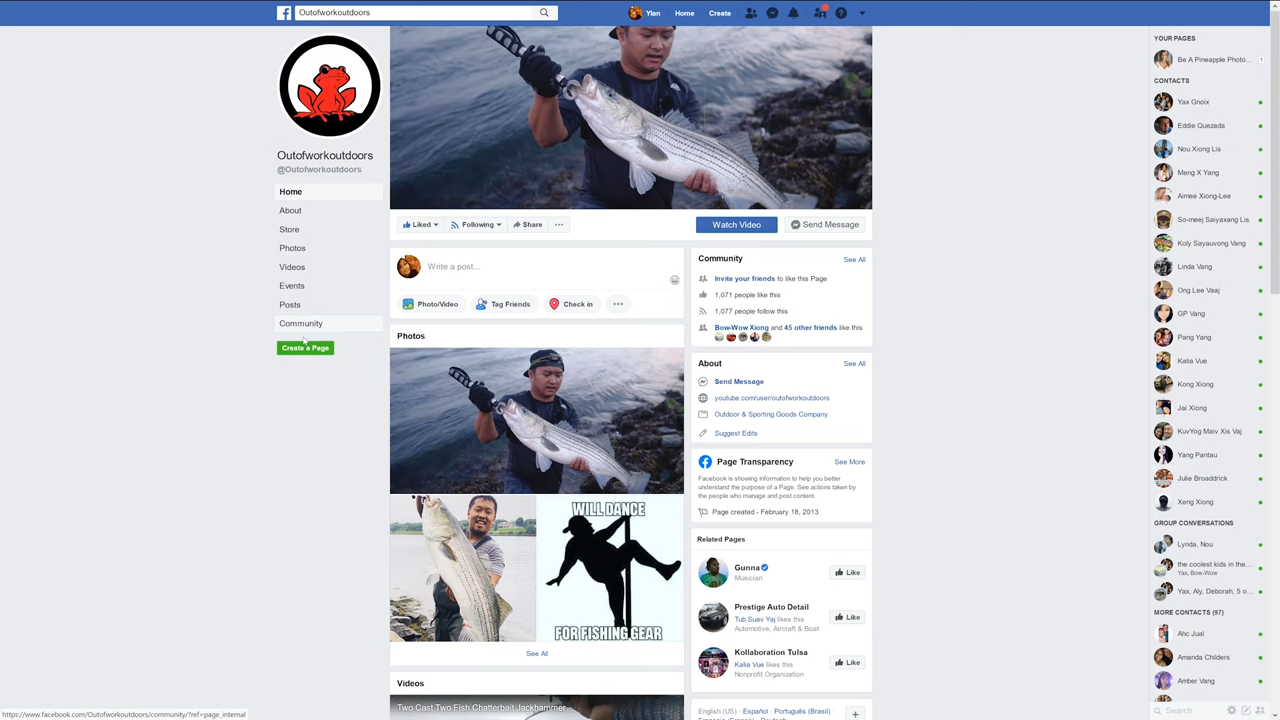 Outofworkoutdoors
Ylan
Home
Create
Outofworkoutdoors
@Outofworkoutdoors
Home
About
Store
Photos
Videos
Events
Posts
Community
Create a Page
Liked
Following
Share
Watch Video
Send Message
Write a post...
Photo/Video
Tag Friends
Check in
Photos
WILL DANCE
FOR FISHING GEAR
See All
Videos
Two Cast Two Fish Chatterbait Jackhammer
Community
See All
Invite your friends to like this Page
1,071 people like this
1,077 people follow this
Bow-Wow Xiong and 45 other friends like this
About
See All
Send Message
youtube.com/user/outofworkoutdoors
Outdoor & Sporting Goods Company
Suggest Edits
Page Transparency
See More
Facebook is showing information to help you better
understand the purpose of a Page. See actions taken by
the people who manage and post content.
Page created - February 18, 2013
Related Pages
Gunna
Musician
Like
Prestige Auto Detail
Tub Suav Yaj likes this
Automotive, Aircraft & Boat
Like
Kollaboration Tulsa
Kalia Vue likes this
Nonprofit Organization
Like
English (US) · Español · Português (Brasil) ·
YOUR PAGES
Be A Pineapple Photo...
1
CONTACTS
Yax Gnoix
Eddie Quezada
Nou Xiong Lis
Meng X Yang
Aimee Xiong-Lee
So-meej Saiyaxang Lis
Koly Sayauvong Vang
Linda Vang
Ong Lee Vaaj
GP Vang
Pang Yang
Kalia Vue
Kong Xiong
Jai Xiong
KuvYog Maiv Xis Vaj
Yang Pantau
Julie Broaddrick
Xeng Xiong
GROUP CONVERSATIONS
Lynda, Nou
the coolest kids in the...
Yax, Bow-Wow
Yax, Aly, Deborah, 5 o...
MORE CONTACTS (97)
Ahc Jual
Amanda Childers
Amber Vang
Search
https://www.facebook.com/Outofworkoutdoors/community/?ref=page_internal